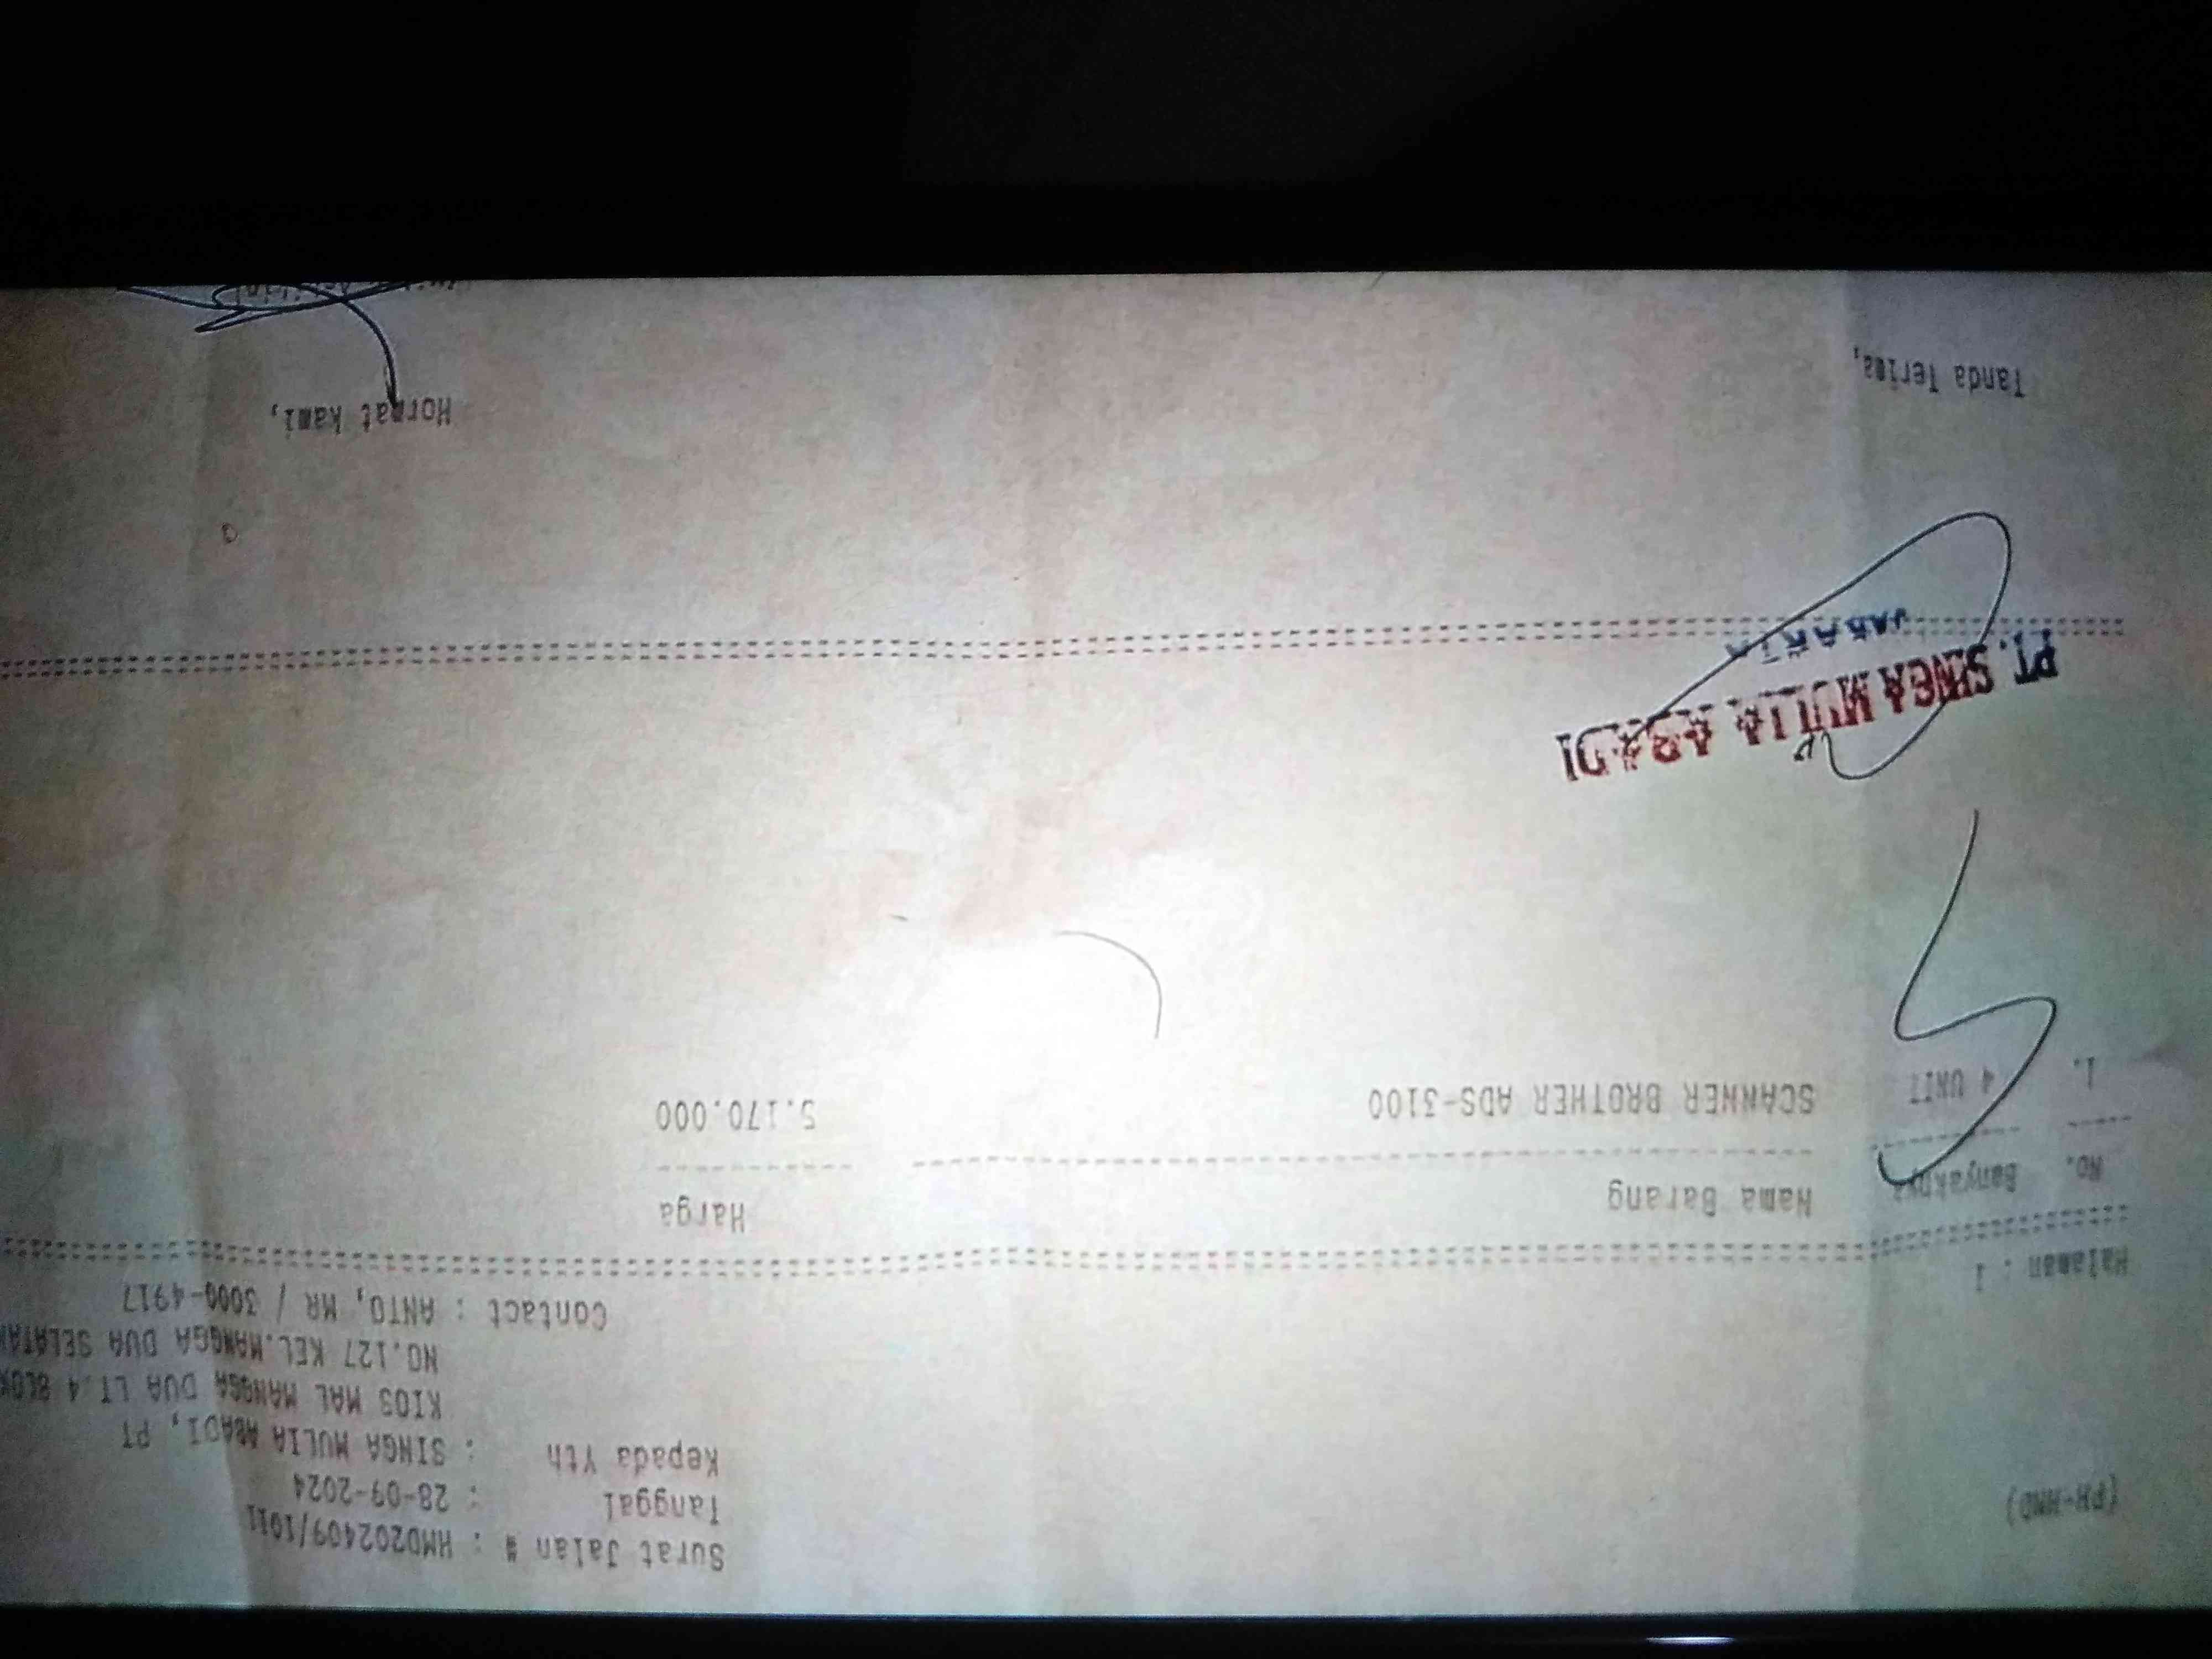 (PH-HMD)
Surat Jalan # : HMD202409/1011
Tanggal : 28-09-2024
Kepada Yth : SINGA MULIA ABADI, PT
KIOS MAL MANGGA DUA LT.4 BLOK
NO.127 KEL.MANGGA DUA SELATAN
Contact : ANTO, MR / 3000-4917
Halaman : 1
No. Banyaknya Nama Barang Harga
1. 4 UNIT SCANNER BROTHER ADS-3100 5.170.000
PT. SINGA MULIA ABADI
JAKARTA
Tanda Terima, Hormat kami,